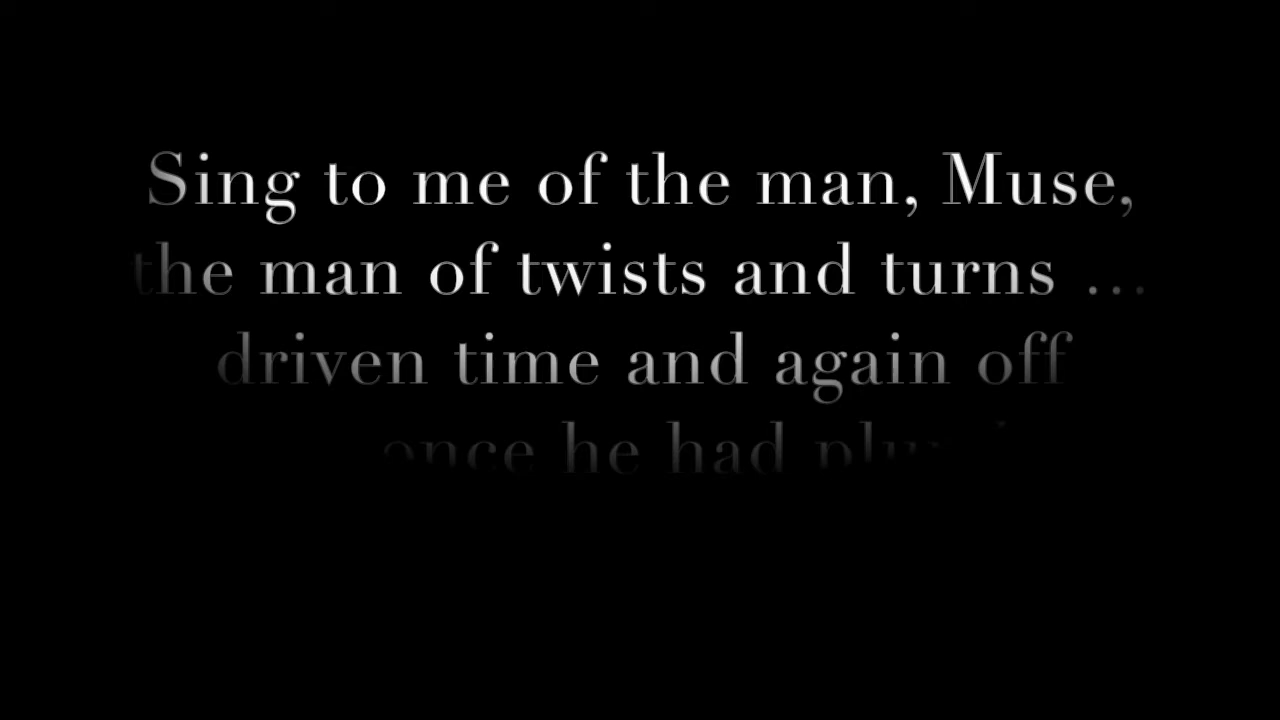 Sing to me of the man, Muse,
the man of twists and turns ...
driven time and again off
once he had